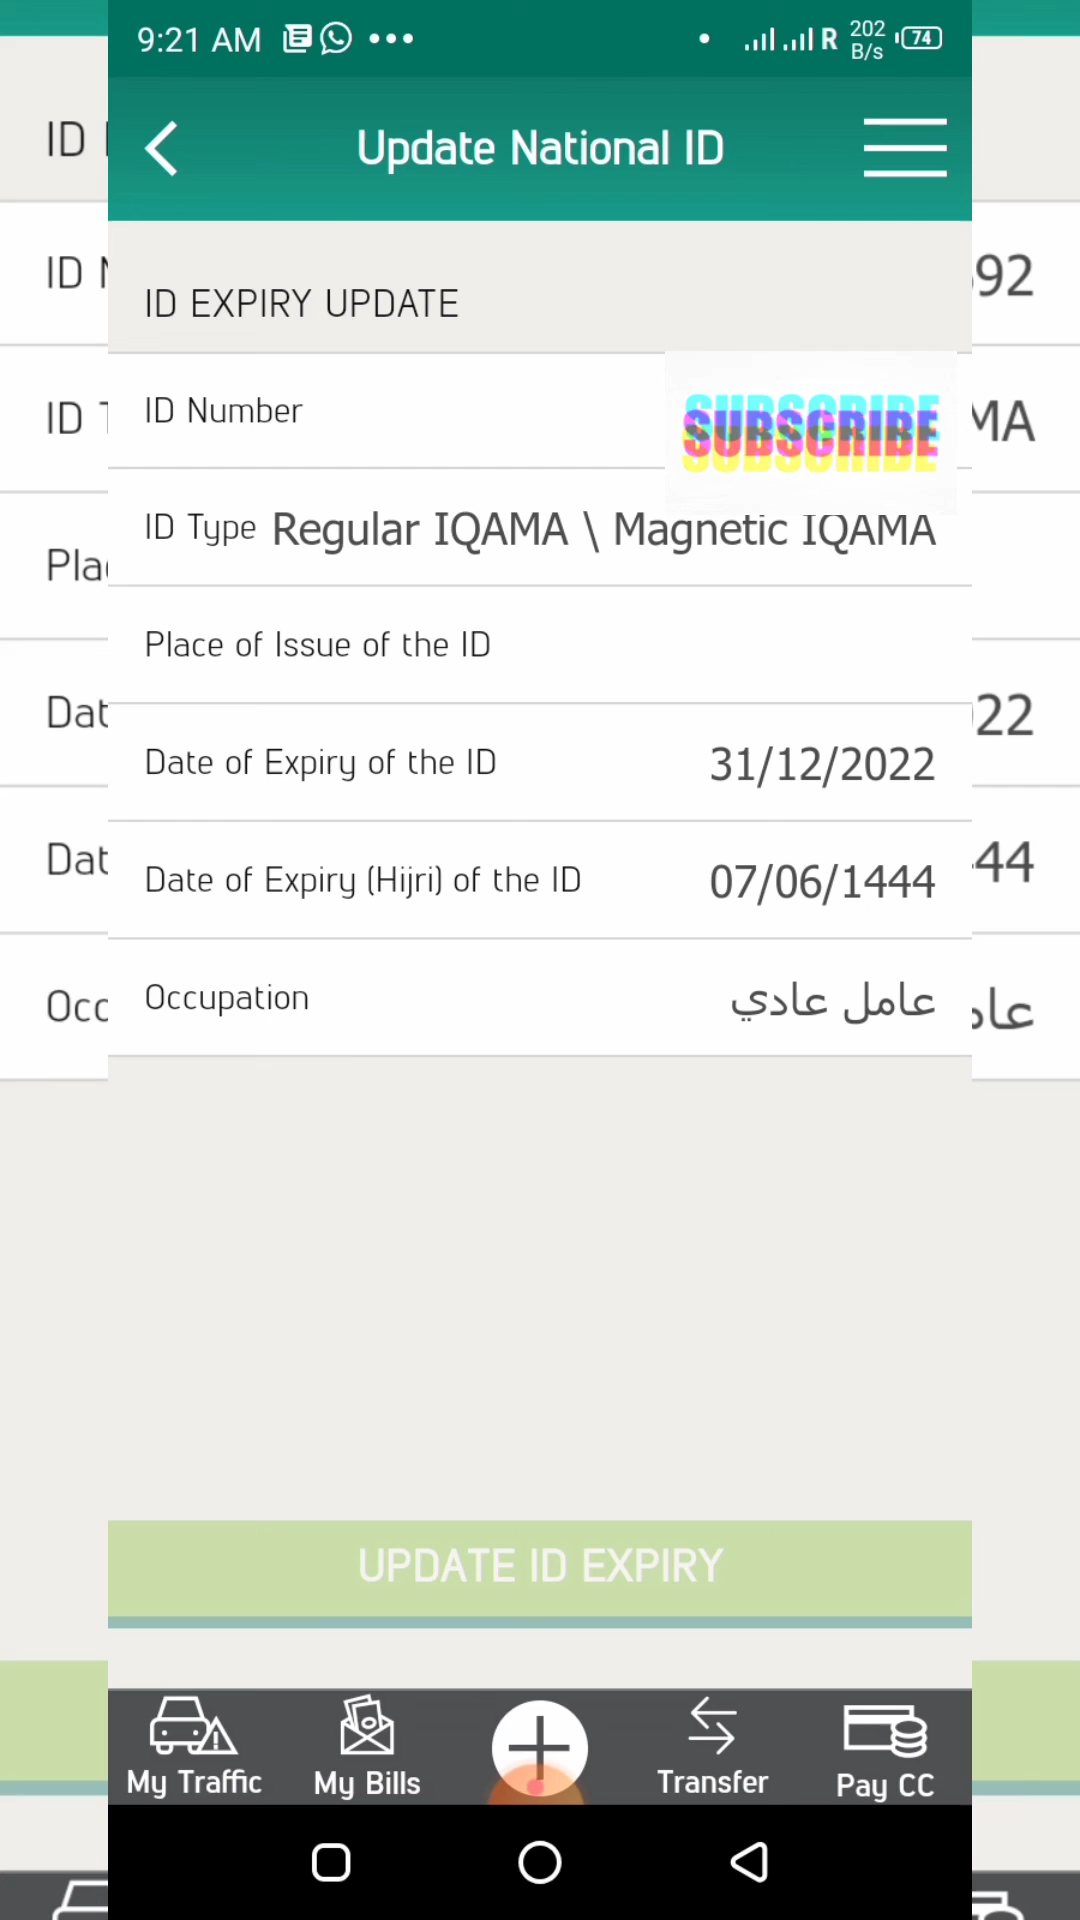 9:21 AM
R 202 B/s 74
Update National ID
ID EXPIRY UPDATE
ID Number
SUBSCRIBE
ID Type Regular IQAMA \ Magnetic IQAMA
Place of Issue of the ID
Date of Expiry of the ID 31/12/2022
Date of Expiry (Hijri) of the ID 07/06/1444
Occupation عامل عادي
UPDATE ID EXPIRY
My Traffic My Bills Transfer Pay CC